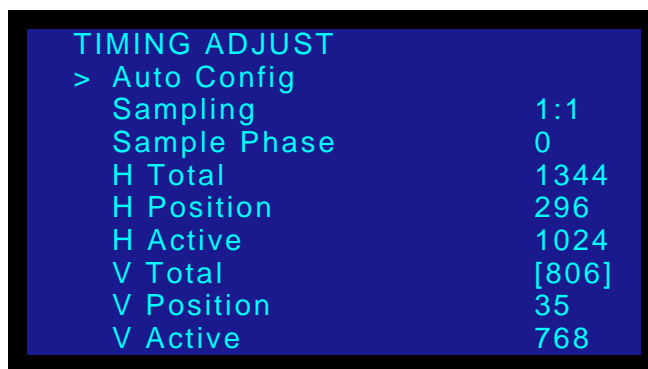 TIMING ADJUST
> Auto Config
Sampling 1:1
Sample Phase 0
H Total 1344
H Position 296
H Active 1024
V Total [806]
V Position 35
V Active 768